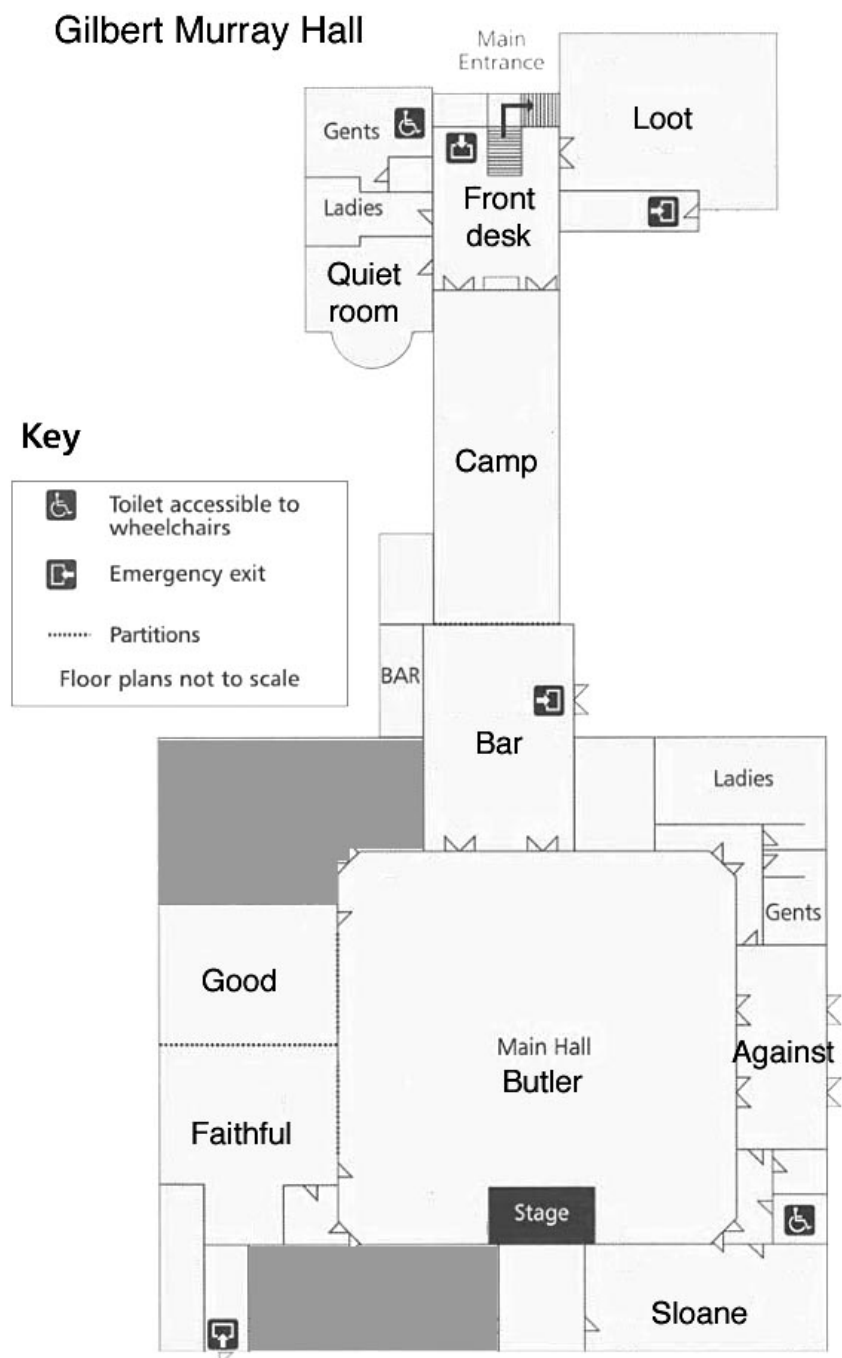 Gilbert Murray Hall
Main
Entrance
Loot
Gents
Ladies
Front
desk
Quiet
room
Camp
Key
Toilet accessible to
wheelchairs
Emergency exit
Partitions
Floor plans not to scale
BAR
Bar
Ladies
Gents
Good
Main Hall
Butler
Against
Faithful
Stage
Sloane